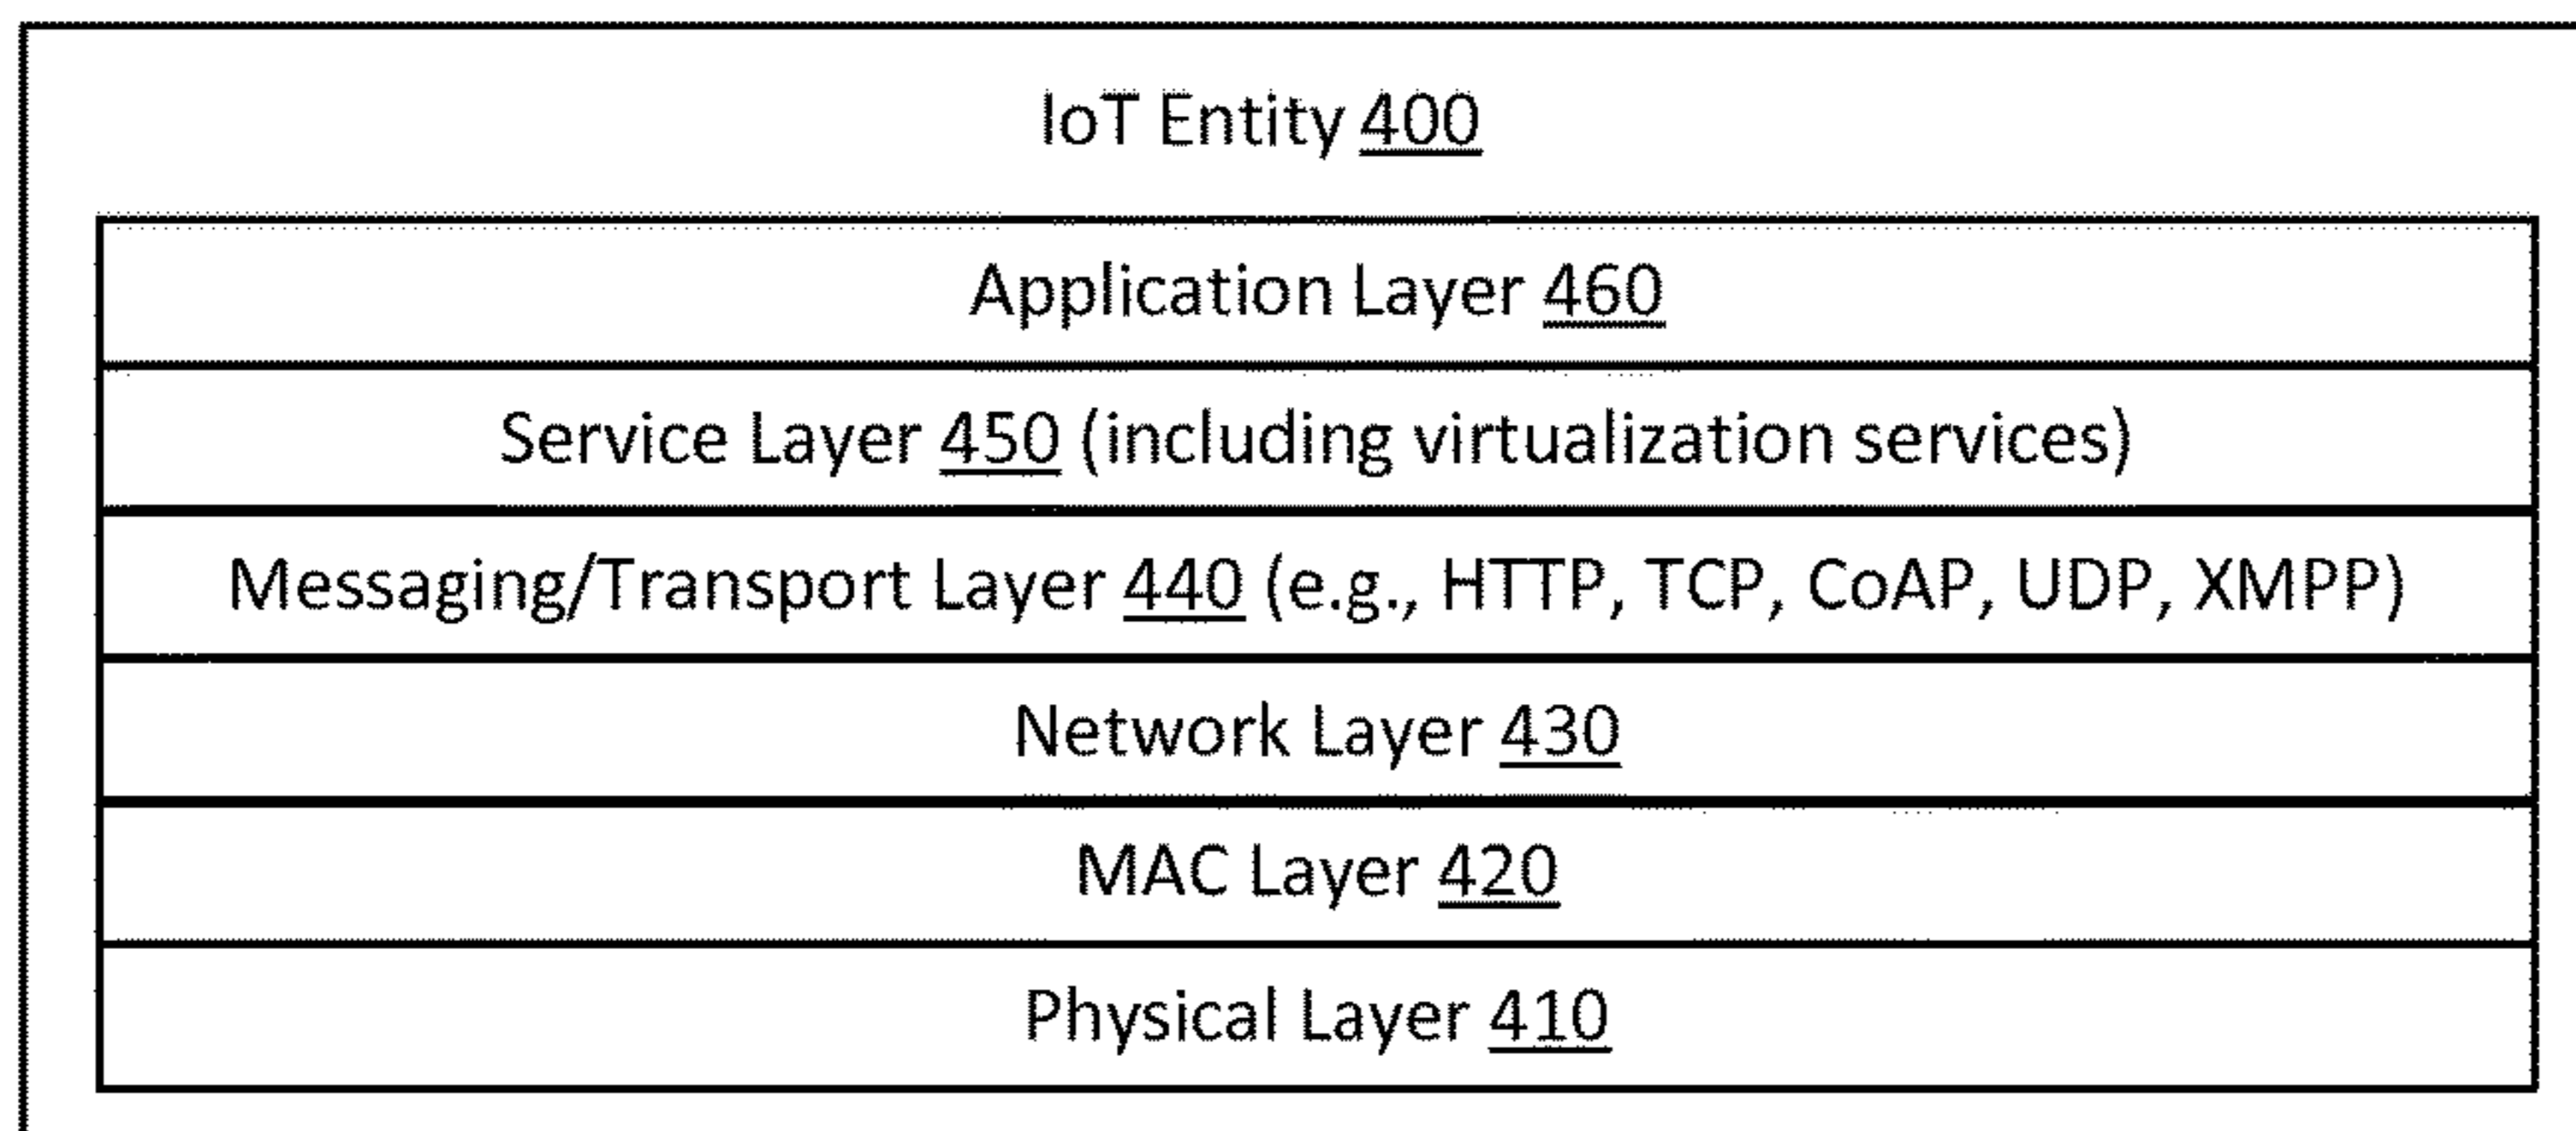 IoT Entity 400
Application Layer 460
Service Layer 450 (including virtualization services)
Messaging/Transport Layer 440 (e.g., HTTP, TCP, CoAP, UDP, XMPP)
Network Layer 430
MAC Layer 420
Physical Layer 410